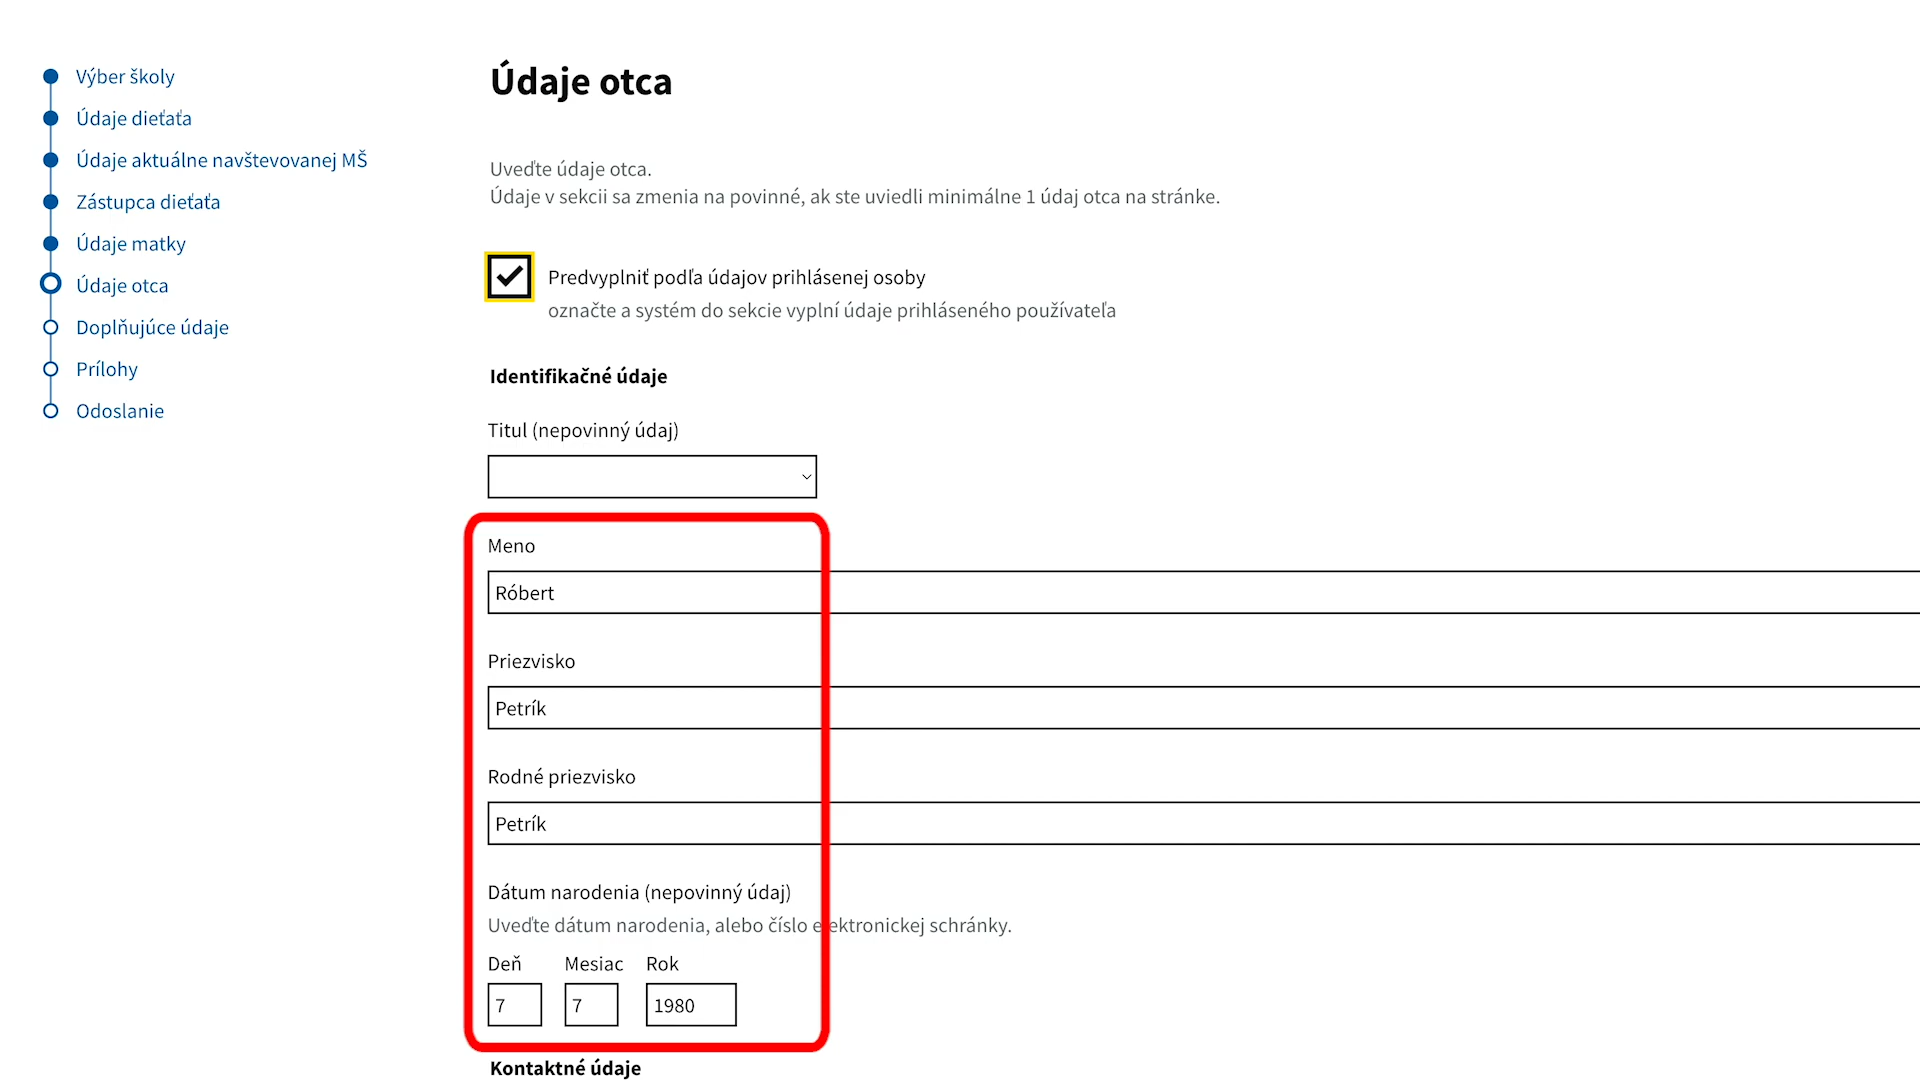 Výber školy
Údaje dieťaťa
Údaje aktuálne navštevovanej MŠ
Zástupca dieťaťa
Údaje matky
Údaje otca
Doplňujúce údaje
Prílohy
Odoslanie
Údaje otca
Uveďte údaje otca.
Údaje v sekcii sa zmenia na povinné, ak ste uviedli minimálne 1 údaj otca na stránke.
Predvyplniť podľa údajov prihlásenej osoby
označte a systém do sekcie vyplní údaje prihláseného používateľa
Identifikačné údaje
Titul (nepovinný údaj)
Meno
Róbert
Priezvisko
Petrík
Rodné priezvisko
Petrík
Dátum narodenia (nepovinný údaj)
Uveďte dátum narodenia, alebo číslo elektronickej schránky.
Deň Mesiac Rok
7 7 1980
Kontaktné údaje